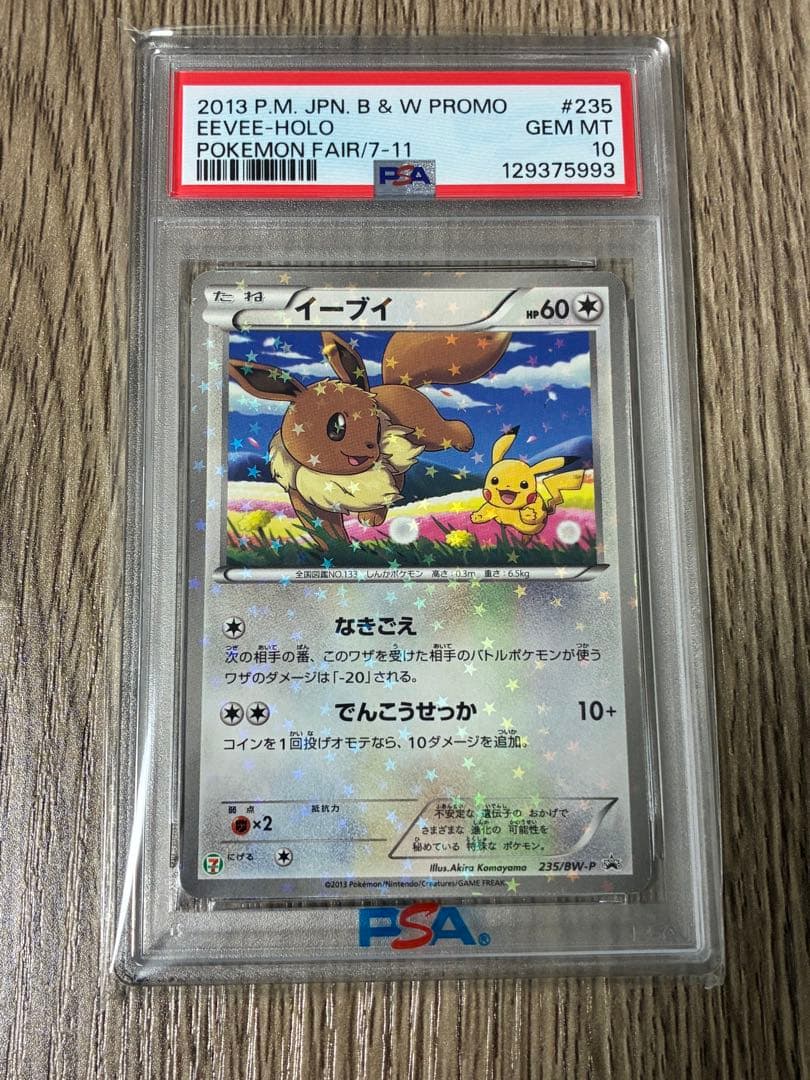 2013 P.M. JPN. B & W PROMO #235
EEVEE-HOLO GEM MT
POKEMON FAIR/7-11 10
PSA 129375993
たね イーブイ HP60
全国図鑑NO.133 しんかポケモン 高さ:0.3m 重さ:6.5kg
なきごえ
次の相手の番、このワザを受けた相手のバトルポケモンが使う
ワザのダメージは「-20」される。
でんこうせっか 10+
コインを1回投げオモテなら、10ダメージを追加。
弱点 抵抗力
×2
不安定な 遺伝子の おかげで
さまざまな 進化の 可能性を
秘めている 特殊な ポケモン。
7 にげる
Illus.Akira Komayama 235/BW-P
©2013 Pokémon/Nintendo/Creatures/GAME FREAK
PSA®